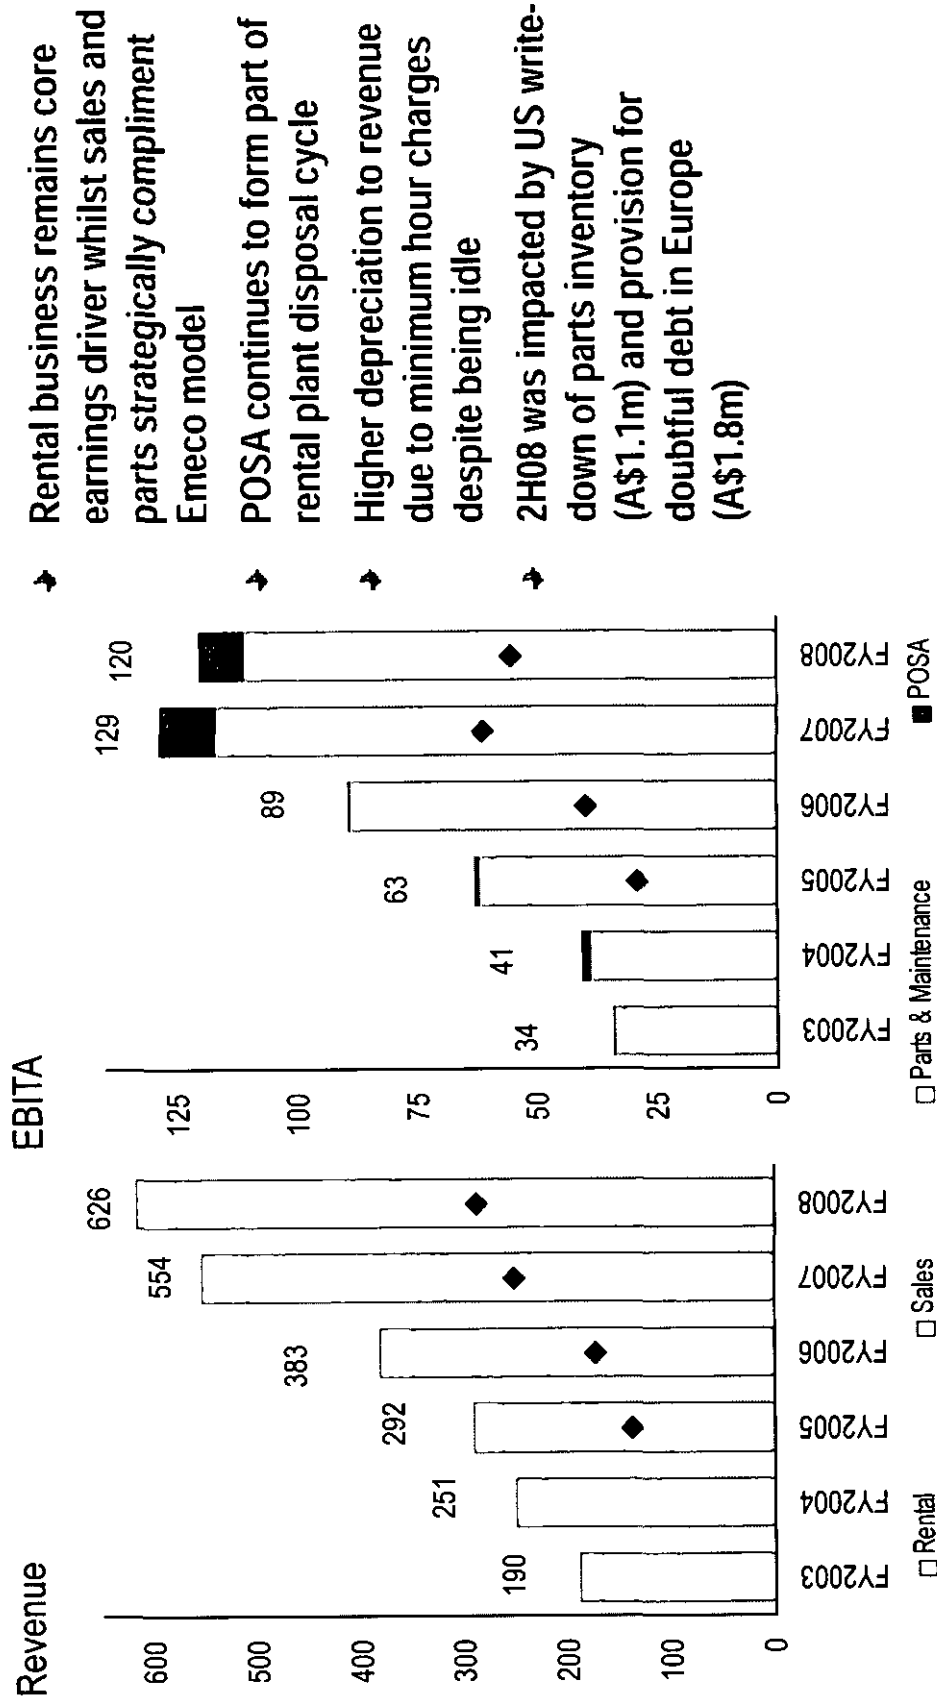 Revenue
600
500
400
300
200
100
0
190
251
292
383
554
626
FY2003
FY2004
FY2005
FY2006
FY2007
FY2008
EBITA
125
100
75
50
25
0
34
41
63
89
129
120
FY2003
FY2004
FY2005
FY2006
FY2007
FY2008
Rental
Sales
Parts & Maintenance
POSA
Rental business remains core
earnings driver whilst sales and
parts strategically compliment
Emeco model
POSA continues to form part of
rental plant disposal cycle
Higher depreciation to revenue
due to minimum hour charges
despite being idle
2H08 was impacted by US write-
down of parts inventory
(A$1.1m) and provision for
doubtful debt in Europe
(A$1.8m)